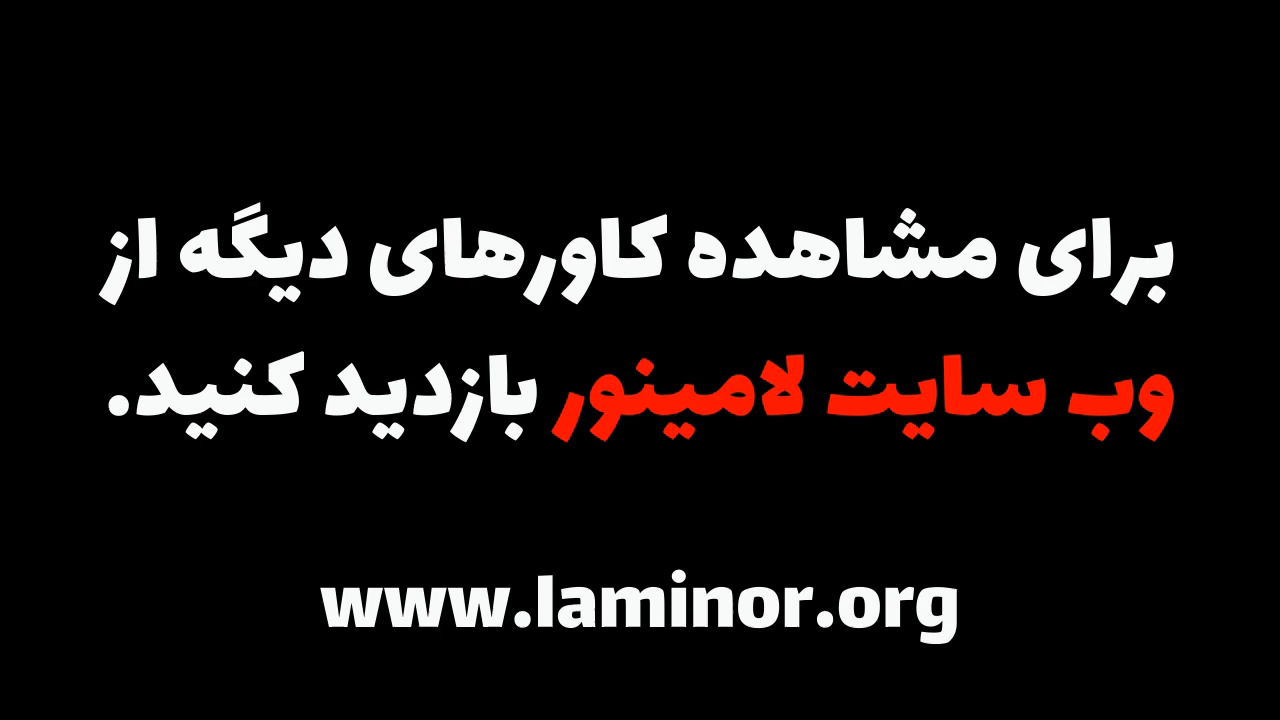 برای مشاهده کاورهای دیگه از
وب سایت لامینور بازدید کنید.
www.laminor.org